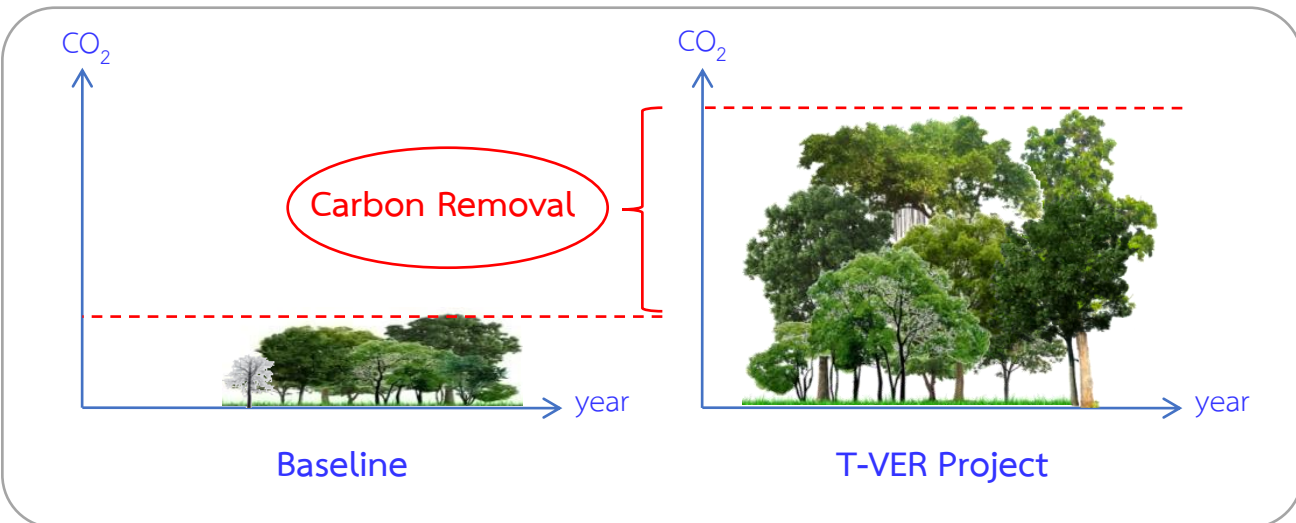 CO₂
CO₂
Carbon Removal
year
year
Baseline
T-VER Project